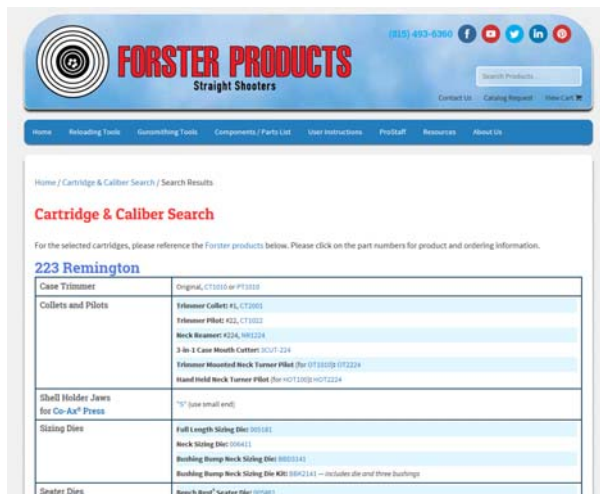 (815) 493-6360
FORSTER PRODUCTS
Straight Shooters
Search Products...
Contact Us Catalog Request View Cart
Home Reloading Tools Gunsmithing Tools Components / Parts List User Instructions ProStaff Resources About Us
Home / Cartridge & Caliber Search / Search Results
Cartridge & Caliber Search
For the selected cartridges, please reference the Forster products below. Please click on the part numbers for product and ordering information.
223 Remington
Case Trimmer Original, CT1010 or PT1010
Collets and Pilots Trimmer Collet: #1, CT2001
Trimmer Pilot: #22, CT1022
Neck Reamer: #224, NR1224
3-in-1 Case Mouth Cutter: 3CUT-224
Trimmer Mounted Neck Turner Pilot (for OT1010): OT2224
Hand Held Neck Turner Pilot (for HOT100): HOT2224
Shell Holder Jaws
for Co-Ax® Press
"S" (use small end)
Sizing Dies Full Length Sizing Die: 005181
Neck Sizing Die: 006411
Bushing Bump Neck Sizing Die:
Bushing Bump Neck Sizing Die Kit: BBK2141 — includes die and three bushings
Seater Dies Bench Rest® Seater Die: